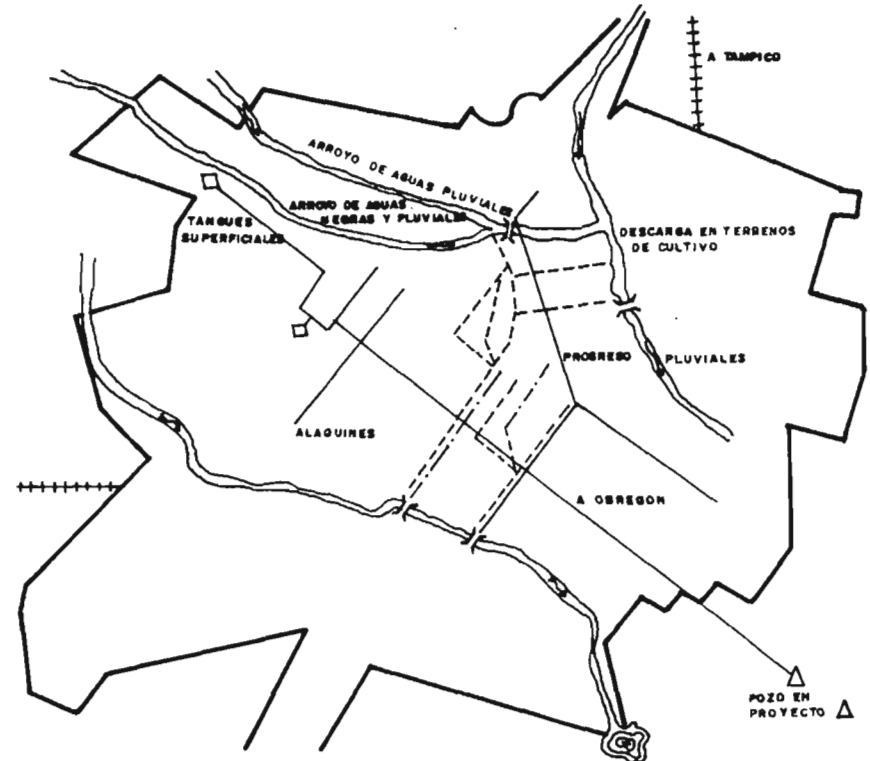 A TAMPICO
ARROYO DE AGUAS PLUVIALES
ARROYO DE AGUAS
NEGRAS Y PLUVIALES
TANGUES
SUPERFICIALES
DESCARGA EN TERRENOS
DE CULTIVO
PROGRESO
PLUVIALES
ALAQUINES
A OBREGON
POZO EN
PROYECTO